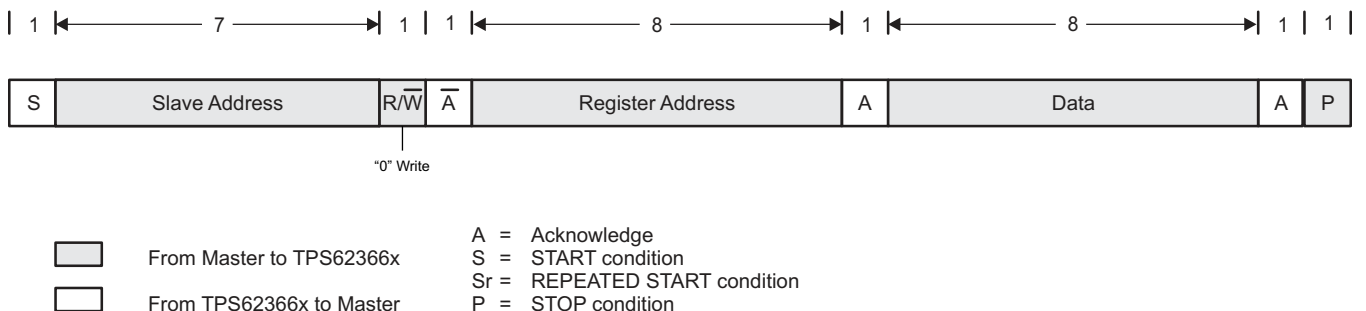 1 7 1 1 8 1 8 1 1
S Slave Address R/W̅ A̅ Register Address A Data A P
“0” Write
A = Acknowledge
From Master to TPS62366x S = START condition
Sr = REPEATED START condition
From TPS62366x to Master P = STOP condition